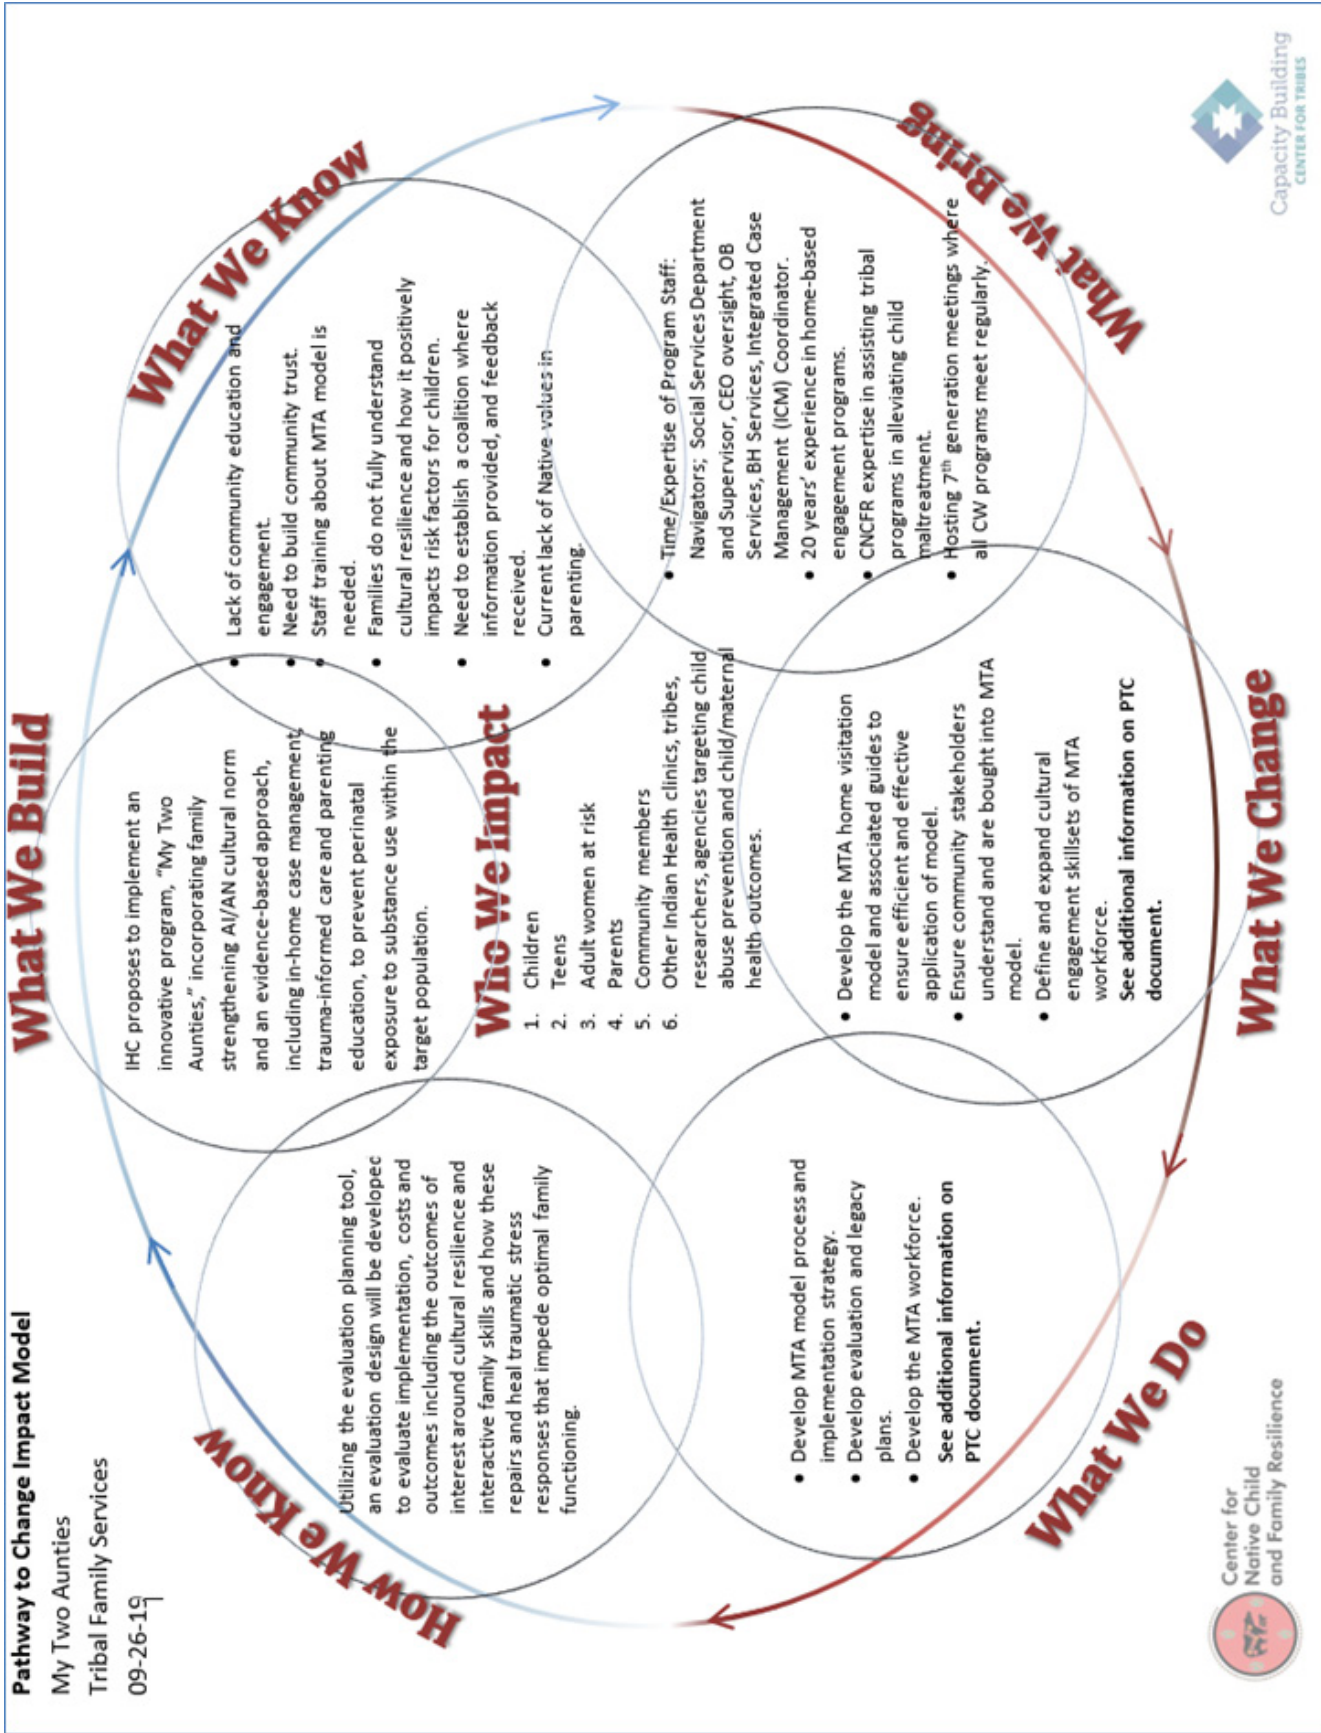 Pathway to Change Impact Model
My Two Aunties
Tribal Family Services
09-26-19
What We Build
IHC proposes to implement an
innovative program, “My Two
Aunties,” incorporating family
strengthening AI/AN cultural norm
and an evidence-based approach,
including in-home case management,
trauma-informed care and parenting
education, to prevent perinatal
exposure to substance use within the
target population.
What We Know
• Lack of community education and
engagement.
• Need to build community trust.
• Staff training about MTA model is
needed.
• Families do not fully understand
cultural resilience and how it positively
impacts risk factors for children.
• Need to establish a coalition where
information provided, and feedback
received.
• Current lack of Native values in
parenting.
What We Bring
• Time/Expertise of Program Staff:
Navigators; Social Services Department
and Supervisor, CEO oversight, OB
Services, BH Services, Integrated Case
Management (ICM) Coordinator.
• 20 years’ experience in home-based
engagement programs.
• CNCFR expertise in assisting tribal
programs in alleviating child
maltreatment.
• Hosting 7th generation meetings where
all CW programs meet regularly.
What We Change
• Develop the MTA home visitation
model and associated guides to
ensure efficient and effective
application of model.
• Ensure community stakeholders
understand and are bought into MTA
model.
• Define and expand cultural
engagement skillsets of MTA
workforce.
See additional information on PTC
document.
What We Do
• Develop MTA model process and
implementation strategy.
• Develop evaluation and legacy
plans.
• Develop the MTA workforce.
See additional information on
PTC document.
How We Know
Utilizing the evaluation planning tool,
an evaluation design will be developec
to evaluate implementation, costs and
outcomes including the outcomes of
interest around cultural resilience and
interactive family skills and how these
repairs and heal traumatic stress
responses that impede optimal family
functioning.
Who We Impact
1. Children
2. Teens
3. Adult women at risk
4. Parents
5. Community members
6. Other Indian Health clinics, tribes,
researchers, agencies targeting child
abuse prevention and child/maternal
health outcomes.
Center for
Native Child
and Family Resilience
Capacity Building
CENTER FOR TRIBES